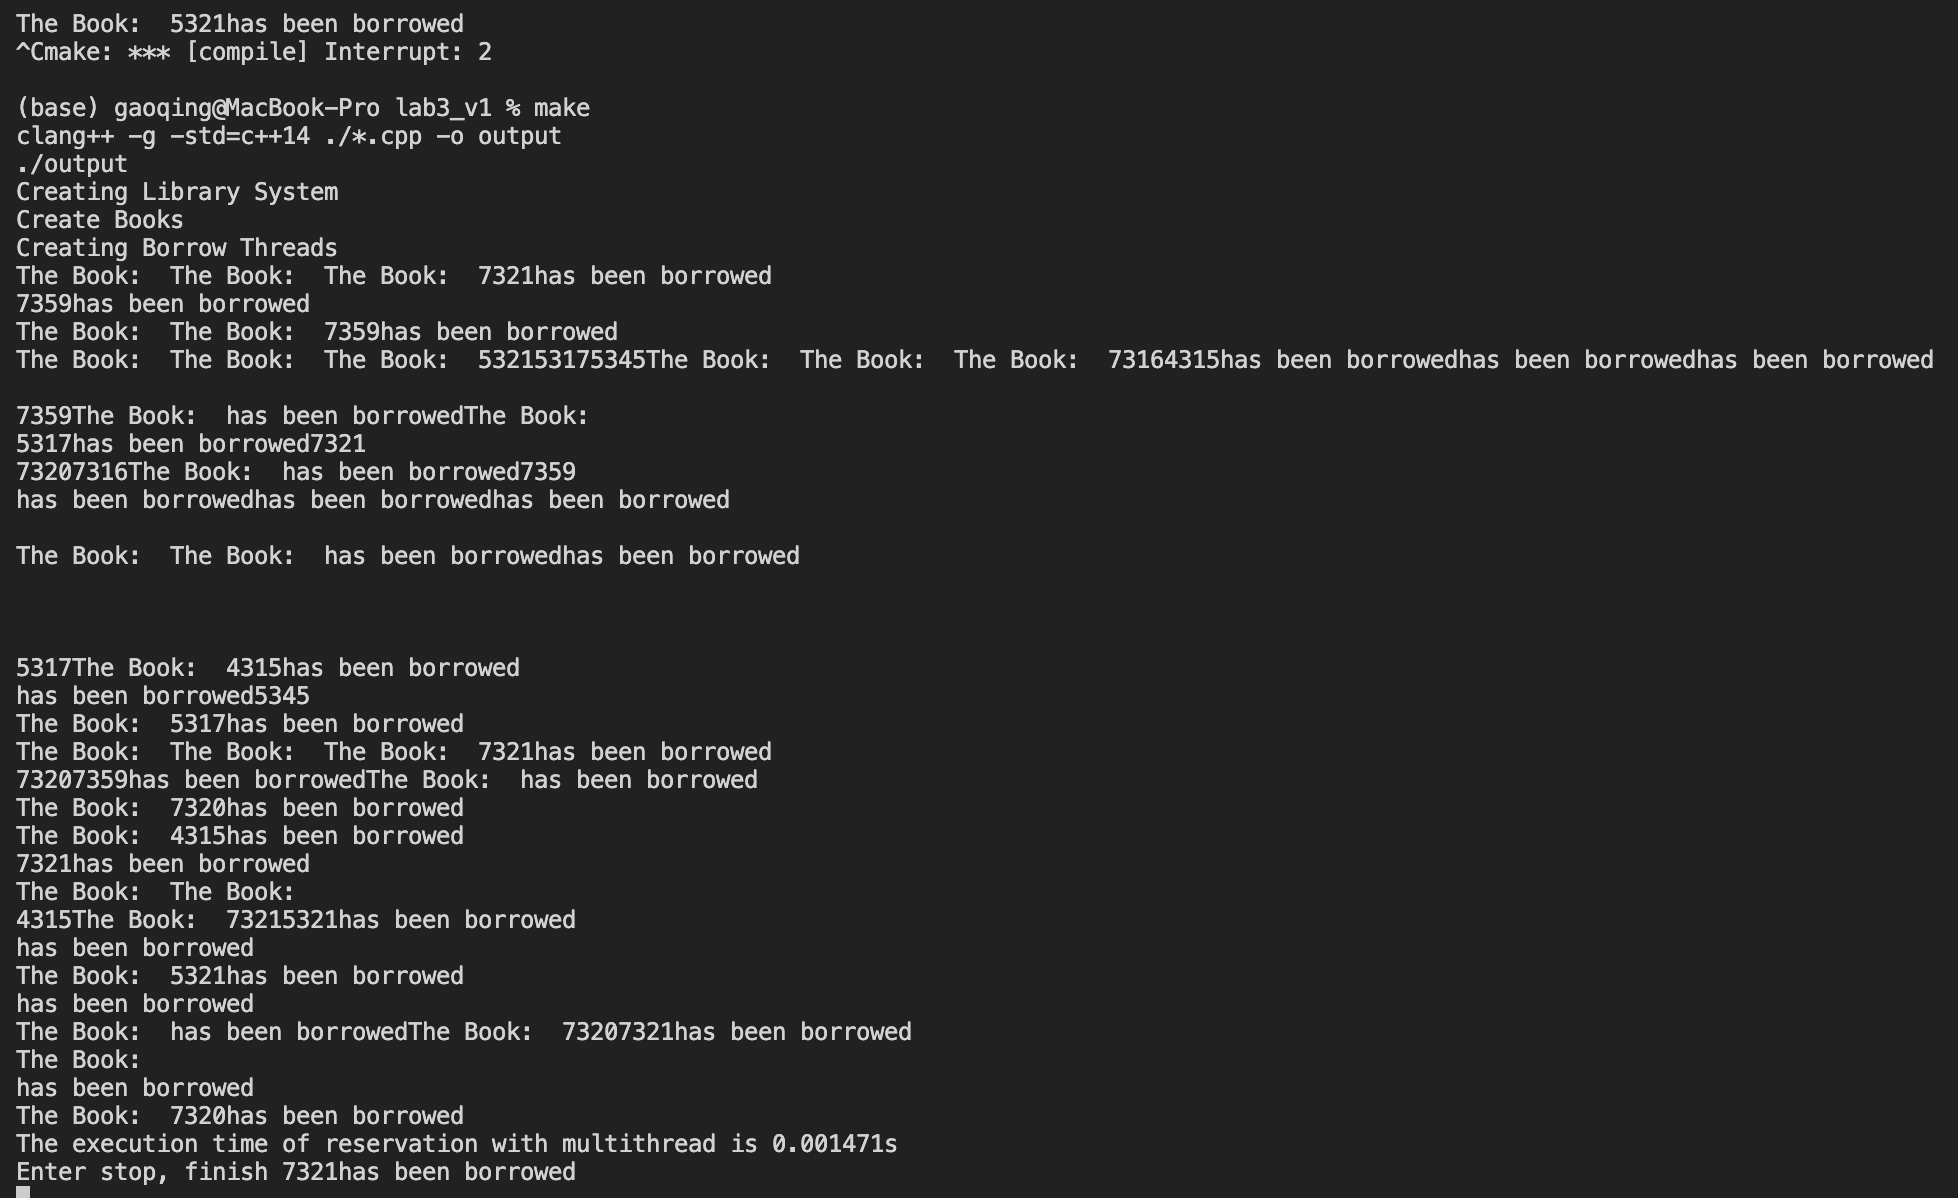 The Book:  5321has been borrowed
^Cmake: *** [compile] Interrupt: 2
(base) gaoqing@MacBook-Pro lab3_v1 % make
clang++ -g -std=c++14 ./*.cpp -o output
./output
Creating Library System
Create Books
Creating Borrow Threads
The Book:  The Book:  The Book:  7321has been borrowed
7359has been borrowed
The Book:  The Book:  7359has been borrowed
The Book:  The Book:  The Book:  532153175345The Book:  The Book:  The Book:  73164315has been borrowedhas been borrowedhas been borrowed
7359The Book:  has been borrowedThe Book:
5317has been borrowed7321
73207316The Book:  has been borrowed7359
has been borrowedhas been borrowedhas been borrowed
The Book:  The Book:  has been borrowedhas been borrowed
5317The Book:  4315has been borrowed
has been borrowed5345
The Book:  5317has been borrowed
The Book:  The Book:  The Book:  7321has been borrowed
73207359has been borrowedThe Book:  has been borrowed
The Book:  7320has been borrowed
The Book:  4315has been borrowed
7321has been borrowed
The Book:  The Book:
4315The Book:  73215321has been borrowed
has been borrowed
The Book:  5321has been borrowed
has been borrowed
The Book:  has been borrowedThe Book:  73207321has been borrowed
The Book:
has been borrowed
The Book:  7320has been borrowed
The execution time of reservation with multithread is 0.001471s
Enter stop, finish 7321has been borrowed